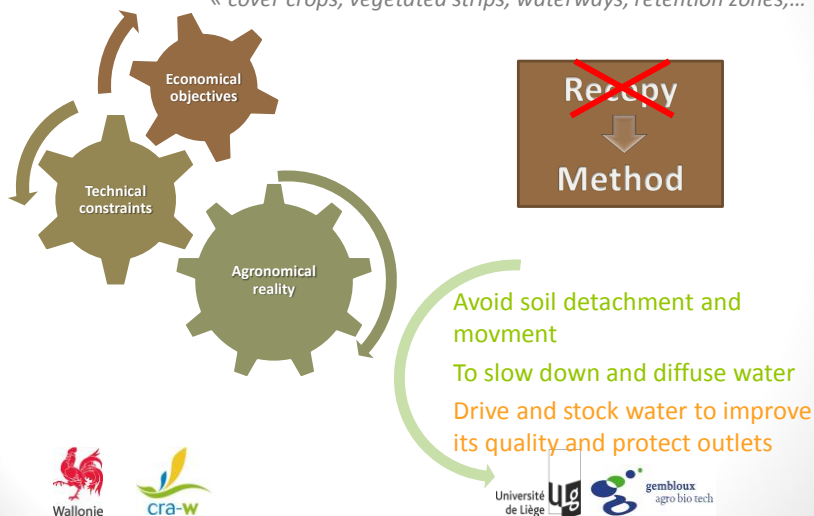 « cover crops, vegetated strips, waterways, retention zones,…
Economical
objectives
Recepy
Method
Technical
constraints
Agronomical
reality
Avoid soil detachment and
movment
To slow down and diffuse water
Drive and stock water to improve
its quality and protect outlets
Wallonie
cra-w
Université
de Liège
Ulg
gembloux
agro bio tech